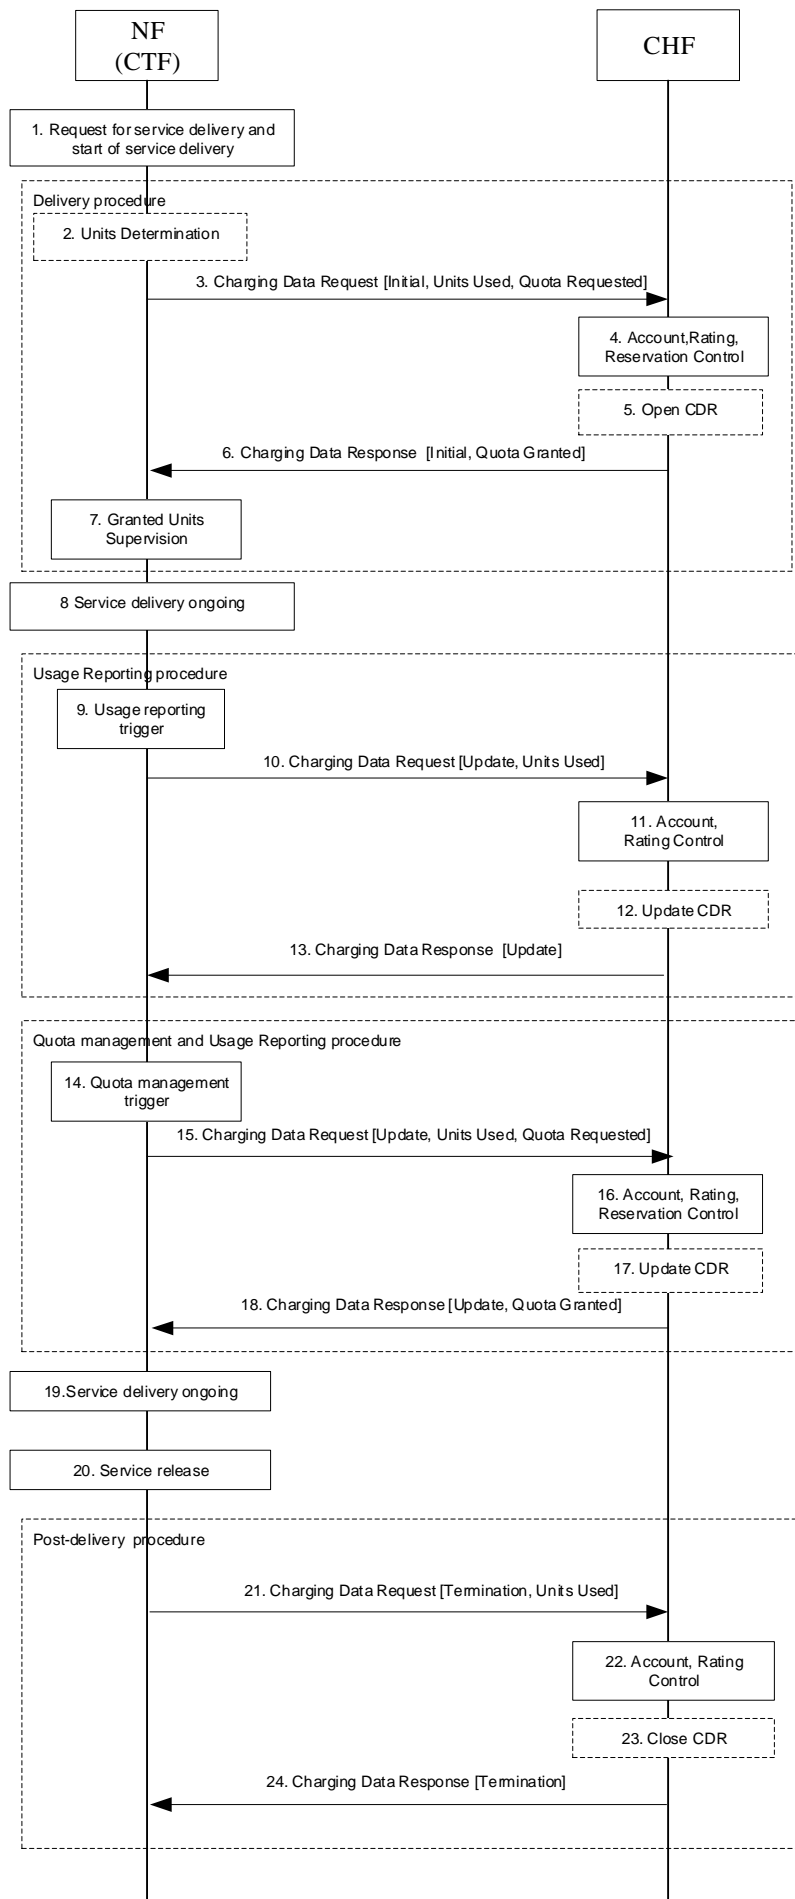 NF
(CTF)
CHF
1. Request for service delivery and
start of service delivery
Delivery procedure
2. Units Determination
3. Charging Data Request [Initial, Units Used, Quota Requested]
4. Account,Rating,
Reservation Control
5. Open CDR
6. Charging Data Response [Initial, Quota Granted]
7. Granted Units
Supervision
8 Service delivery ongoing
Usage Reporting procedure
9. Usage reporting
trigger
10. Charging Data Request [Update, Units Used]
11. Account,
Rating Control
12. Update CDR
13. Charging Data Response [Update]
Quota management and Usage Reporting procedure
14. Quota management
trigger
15. Charging Data Request [Update, Units Used, Quota Requested]
16. Account, Rating,
Reservation Control
17. Update CDR
18. Charging Data Response [Update, Quota Granted]
19.Service delivery ongoing
20. Service release
Post-delivery procedure
21. Charging Data Request [Termination, Units Used]
22. Account, Rating
Control
23. Close CDR
24. Charging Data Response [Termination]